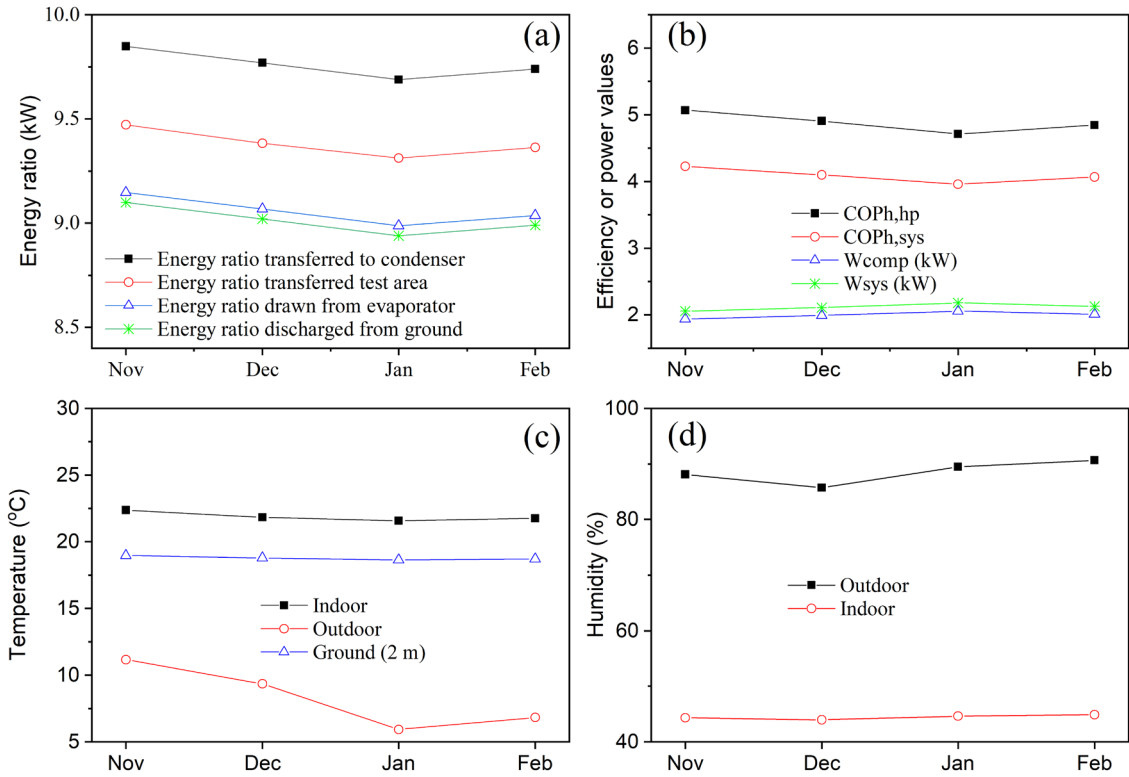 (a)
10.0
9.5
9.0
8.5
Energy ratio (kW)
Energy ratio transferred to condenser
Energy ratio transferred test area
Energy ratio drawn from evaporator
Energy ratio discharged from ground
Nov Dec Jan Feb
(b)
6
5
4
3
2
Efficiency or power values
COPh,hp
COPh,sys
Wcomp (kW)
Wsys (kW)
Nov Dec Jan Feb
(c)
30
25
20
15
10
5
Temperature (⁰C)
Indoor
Outdoor
Ground (2 m)
Nov Dec Jan Feb
(d)
100
80
60
40
Humidity (%)
Outdoor
Indoor
Nov Dec Jan Feb